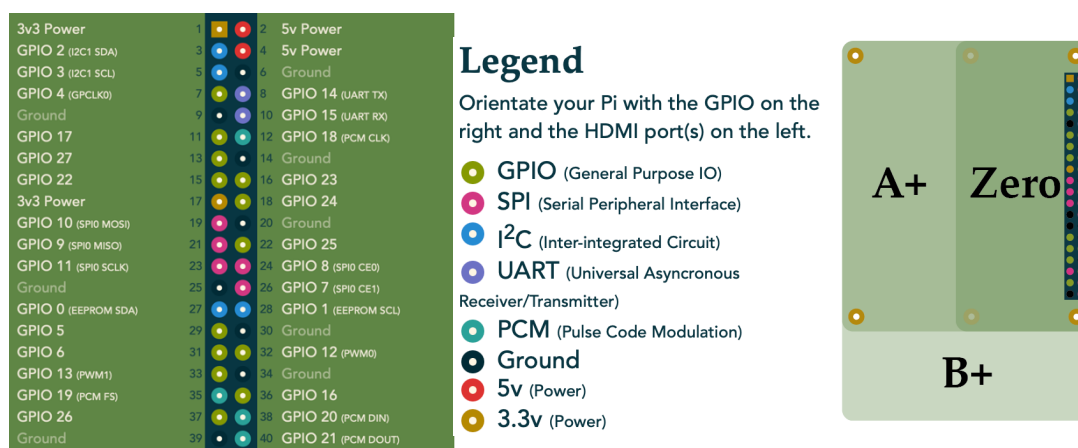 3v3 Power 1 2 5v Power
GPIO 2 (I2C1 SDA) 3 4 5v Power
GPIO 3 (I2C1 SCL) 5 6 Ground
GPIO 4 (GPCLK0) 7 8 GPIO 14 (UART TX)
Ground 9 10 GPIO 15 (UART RX)
GPIO 17 11 12 GPIO 18 (PCM CLK)
GPIO 27 13 14 Ground
GPIO 22 15 16 GPIO 23
3v3 Power 17 18 GPIO 24
GPIO 10 (SPI0 MOSI) 19 20 Ground
GPIO 9 (SPI0 MISO) 21 22 GPIO 25
GPIO 11 (SPI0 SCLK) 23 24 GPIO 8 (SPI0 CE0)
Ground 25 26 GPIO 7 (SPI0 CE1)
GPIO 0 (EEPROM SDA) 27 28 GPIO 1 (EEPROM SCL)
GPIO 5 29 30 Ground
GPIO 6 31 32 GPIO 12 (PWM0)
GPIO 13 (PWM1) 33 34 Ground
GPIO 19 (PCM FS) 35 36 GPIO 16
GPIO 26 37 38 GPIO 20 (PCM DIN)
Ground 39 40 GPIO 21 (PCM DOUT)
Legend
Orientate your Pi with the GPIO on the
right and the HDMI port(s) on the left.
GPIO (General Purpose IO)
SPI (Serial Peripheral Interface)
I²C (Inter-integrated Circuit)
UART (Universal Asyncronous
Receiver/Transmitter)
PCM (Pulse Code Modulation)
Ground
5v (Power)
3.3v (Power)
A+ Zero
B+